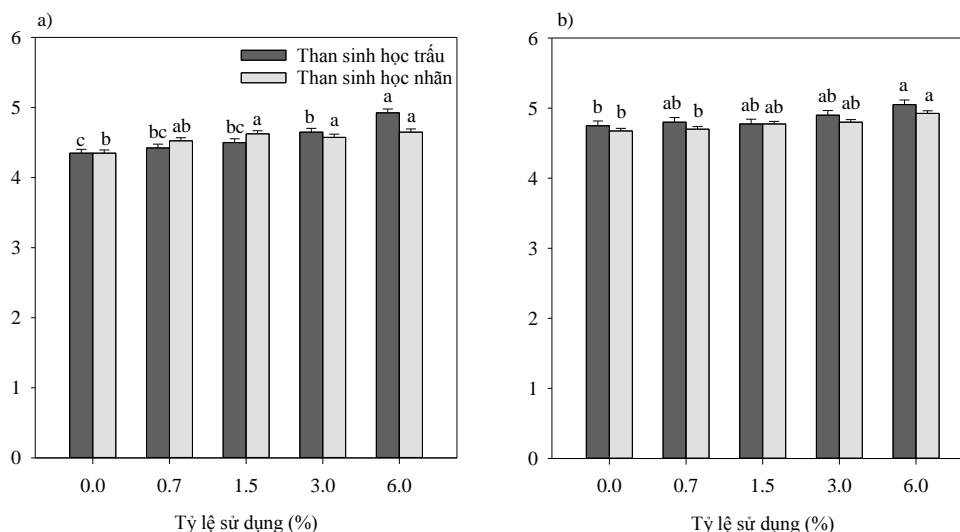 a)
6
Than sinh học trấu
Than sinh học nhãn
5
c b bc ab bc a b a a a
4
3
2
1
0
0.0 0.7 1.5 3.0 6.0
Tỷ lệ sử dụng (%)
b)
6
5
b b ab b ab ab ab ab a a
4
3
2
1
0
0.0 0.7 1.5 3.0 6.0
Tỷ lệ sử dụng (%)